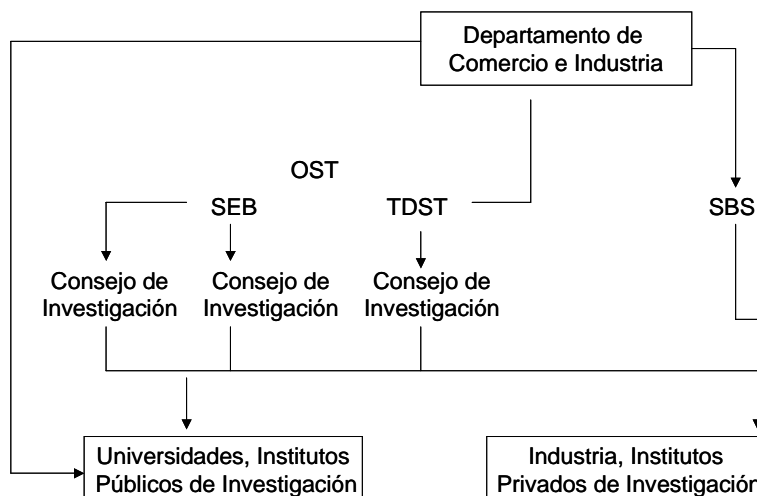 Departamento de
Comercio e Industria
OST
SEB
TDST
SBS
Consejo de
Investigación
Consejo de
Investigación
Consejo de
Investigación
Universidades, Institutos
Públicos de Investigación
Industria, Institutos
Privados de Investigación